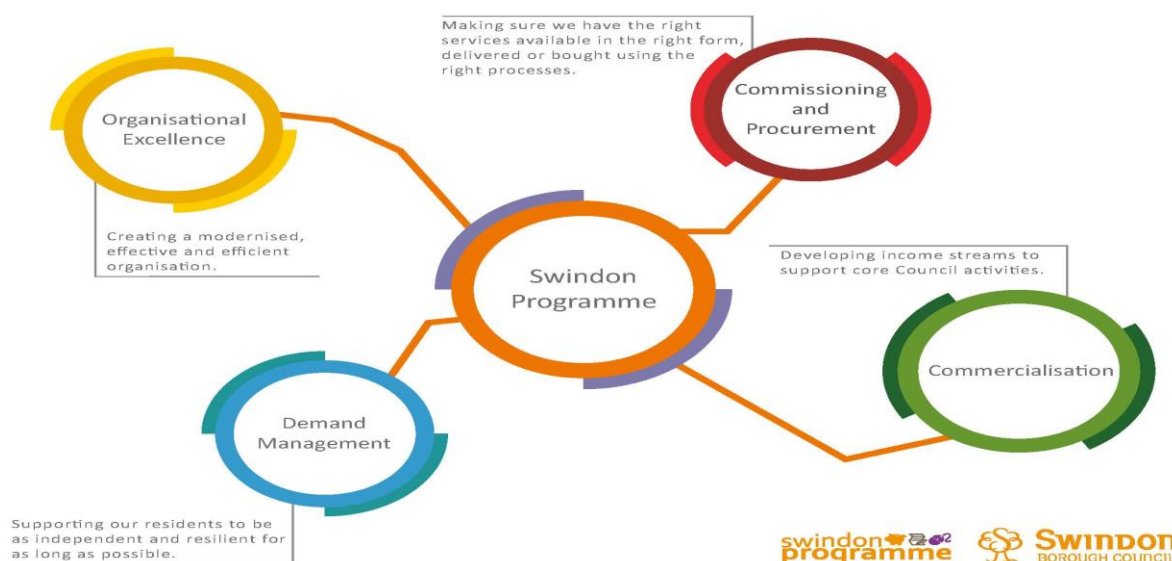 Making sure we have the right
services available in the right form,
delivered or bought using the
right processes.
Commissioning
and
Procurement
Organisational
Excellence
Creating a modernised,
effective and efficient
organisation.
Swindon
Programme
Developing income streams to
support core Council activities.
Commercialisation
Demand
Management
Supporting our residents to be
as independent and resilient for
as long as possible.
swindon
programme
SWINDON
BOROUGH COUNCIL